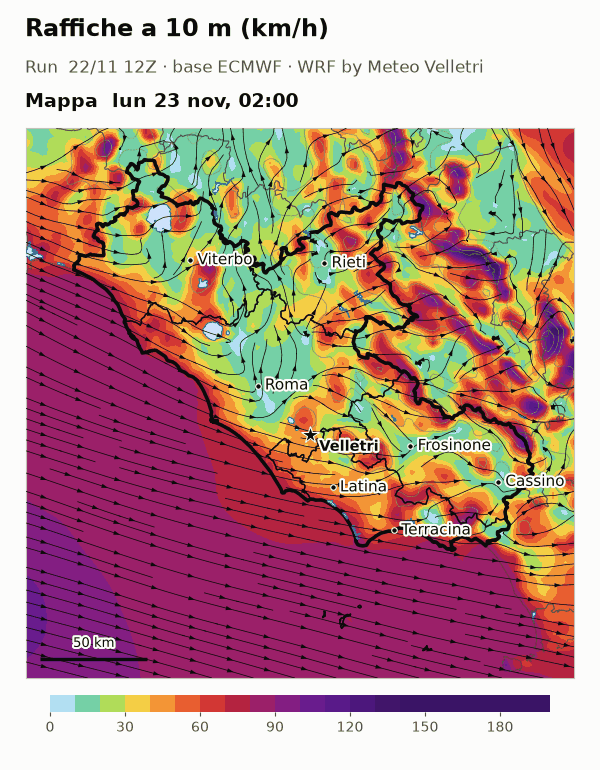 Raffiche a 10 m (km/h)
Run  22/11 12Z · base ECMWF · WRF by Meteo Velletri
Mappa  lun 23 nov, 02:00
Viterbo
Rieti
Roma
Velletri
Frosinone
Cassino
Latina
Terracina
50 km
0 30 60 90 120 150 180